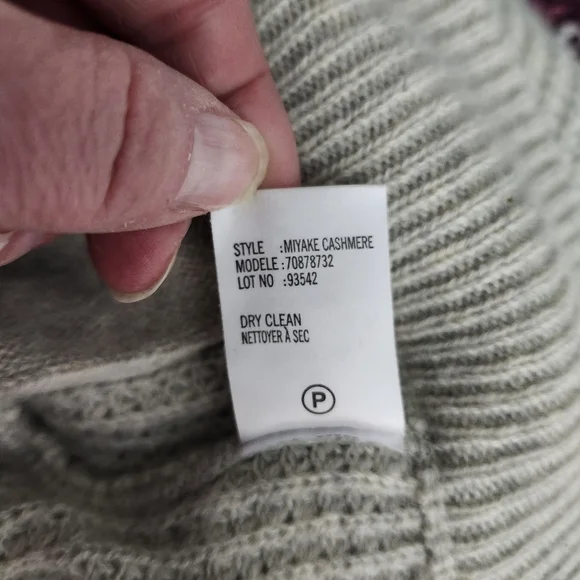 STYLE :MIYAKE CASHMERE
MODELE :70878732
LOT NO :93542
DRY CLEAN
NETTOYER À SEC
P